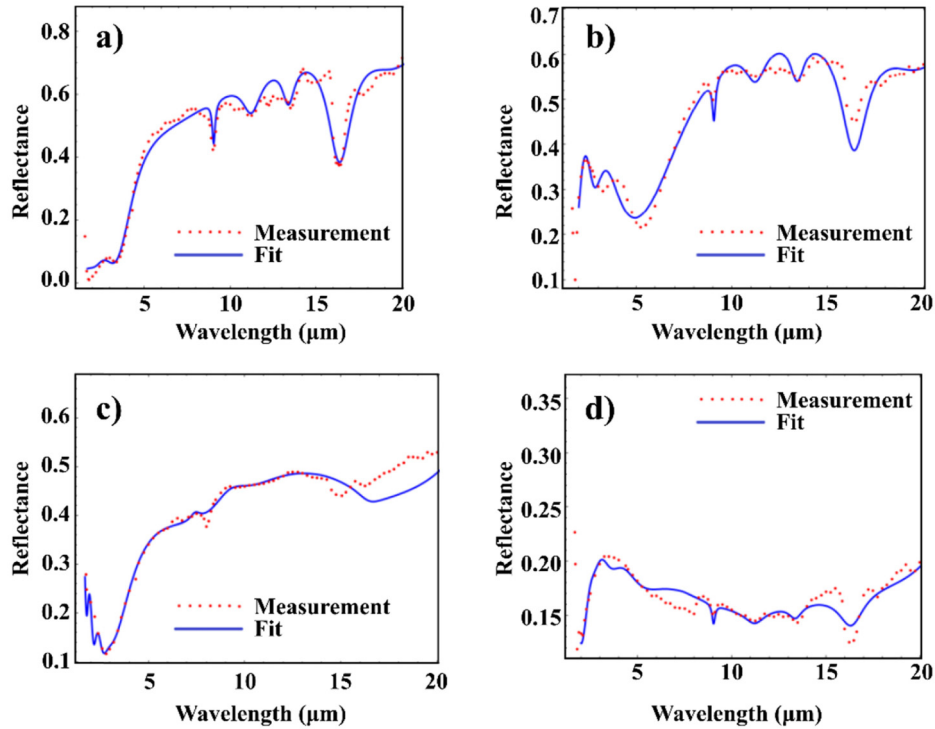 a)
0.8
0.6
0.4
0.2
0.0
Reflectance
Measurement
Fit
5
10
15
20
Wavelength (μm)
b)
0.7
0.6
0.5
0.4
0.3
0.2
0.1
Reflectance
Measurement
Fit
5
10
15
20
Wavelength (μm)
c)
0.6
0.5
0.4
0.3
0.2
0.1
Reflectance
Measurement
Fit
5
10
15
20
Wavelength (μm)
d)
0.35
0.30
0.25
0.20
0.15
Reflectance
Measurement
Fit
5
10
15
20
Wavelength (μm)